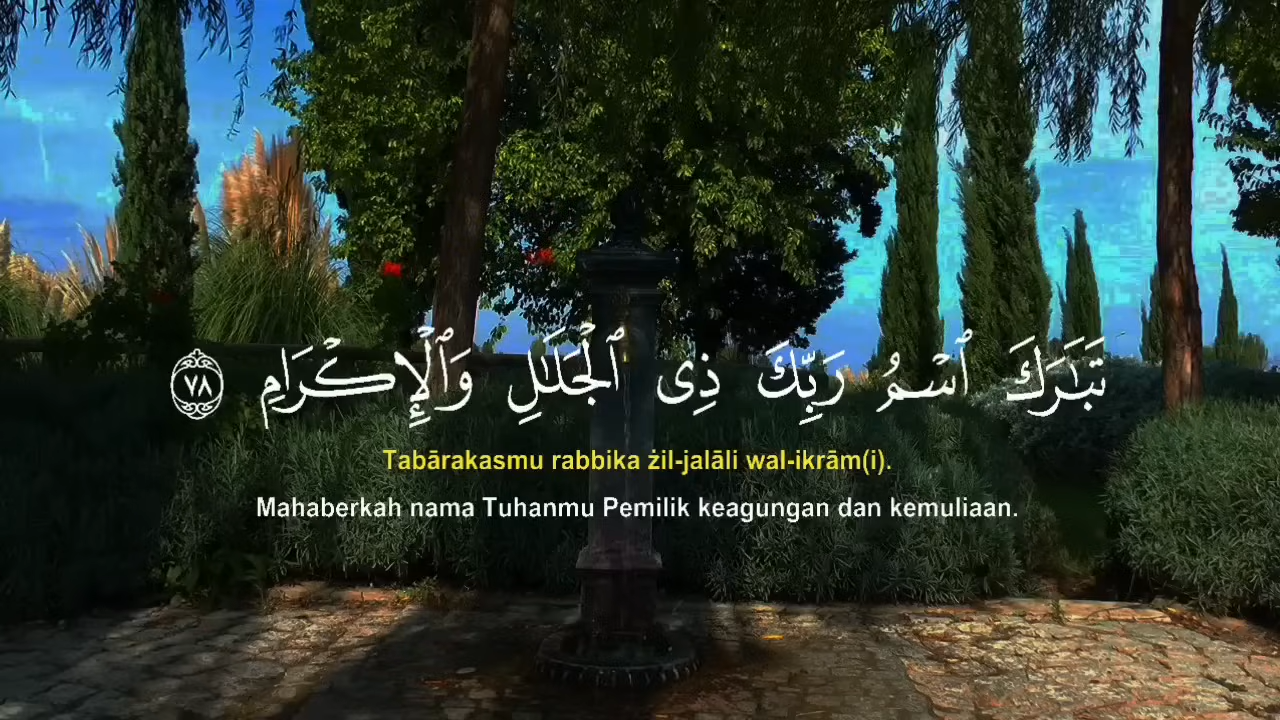 تَبَٰرَكَ ٱسْمُ رَبِّكَ ذِى ٱلْجَلَٰلِ وَٱلْإِكْرَامِ ٧٨
Tabārakasmu rabbika żil-jalāli wal-ikrām(i).
Mahaberkah nama Tuhanmu Pemilik keagungan dan kemuliaan.